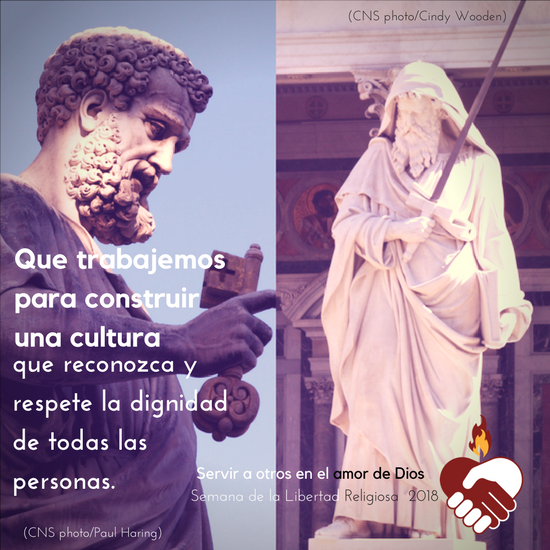 (CNS photo/Cindy Wooden)
Que trabajemos
para construir
una cultura
que reconozca y
respete la dignidad
de todas las
personas.
Servir a otros en el amor de Dios
Semana de la Libertad Religiosa 2018
(CNS photo/Paul Haring)